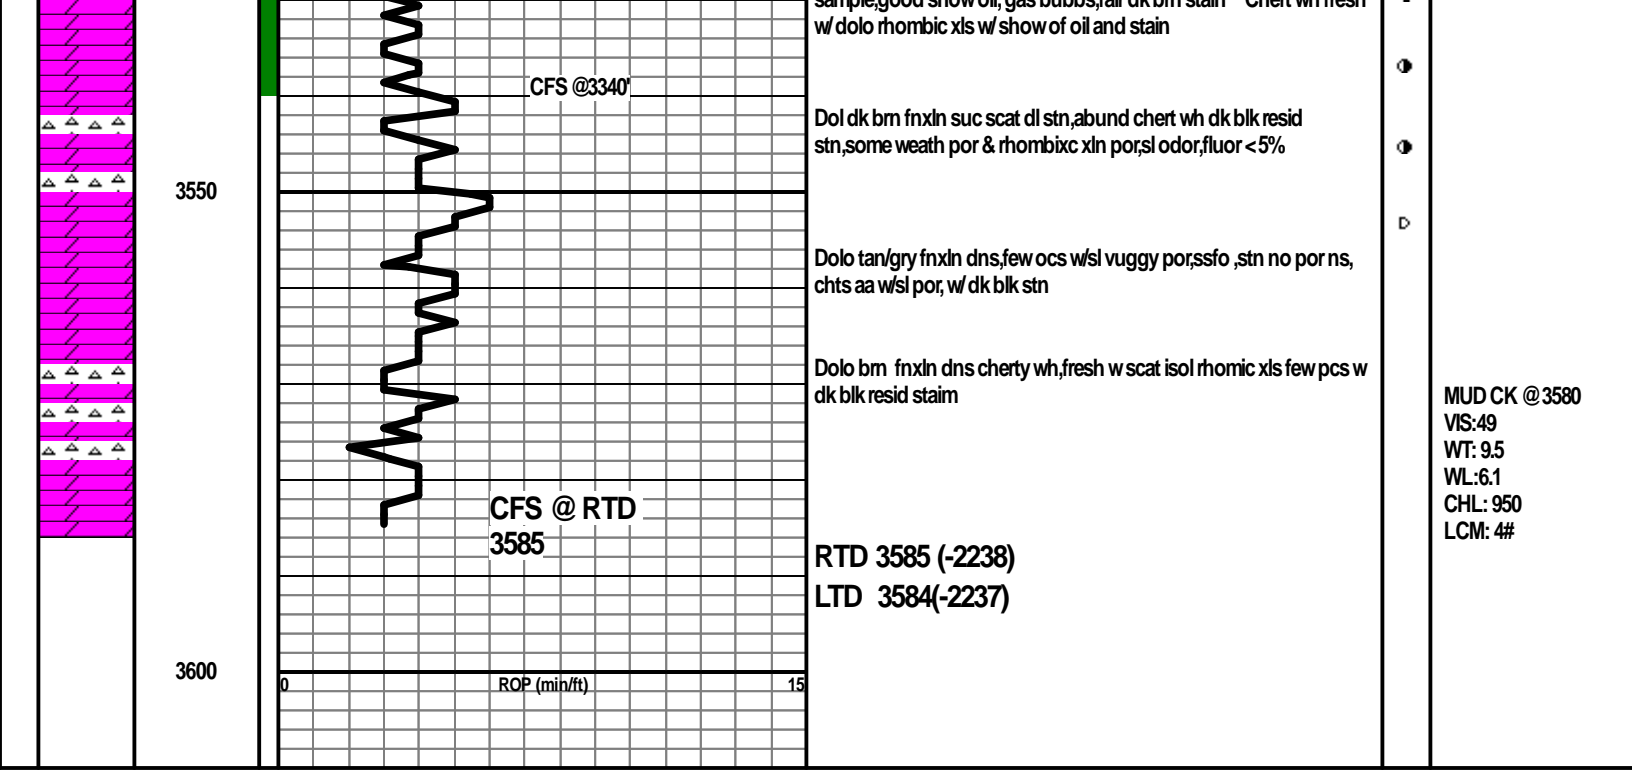 sample,good show oil, gas bubbs,fair dk brn stain Chert wh fresh
w/ dolo rhombic xls w/ show of oil and stain
CFS @3340'
Dol dk brn fnxln suc scat dl stn,abund chert wh dk blk resid
stn,some weath por & rhombixc xln por,sl odor,fluor <5%
3550
Dolo tan/gry fnxln dns,few ocs w/sl vuggy por,ssfo ,stn no por ns,
chts aa w/sl por, w/ dk blk stn
Dolo brn fnxln dns cherty wh,fresh w scat isol rhomic xls few pcs w
dk blk resid staim
MUD CK @ 3580
VIS:49
WT: 9.5
WL:6.1
CHL: 950
LCM: 4#
CFS @ RTD
3585
RTD 3585 (-2238)
LTD 3584(-2237)
3600
0 ROP (min/ft) 15